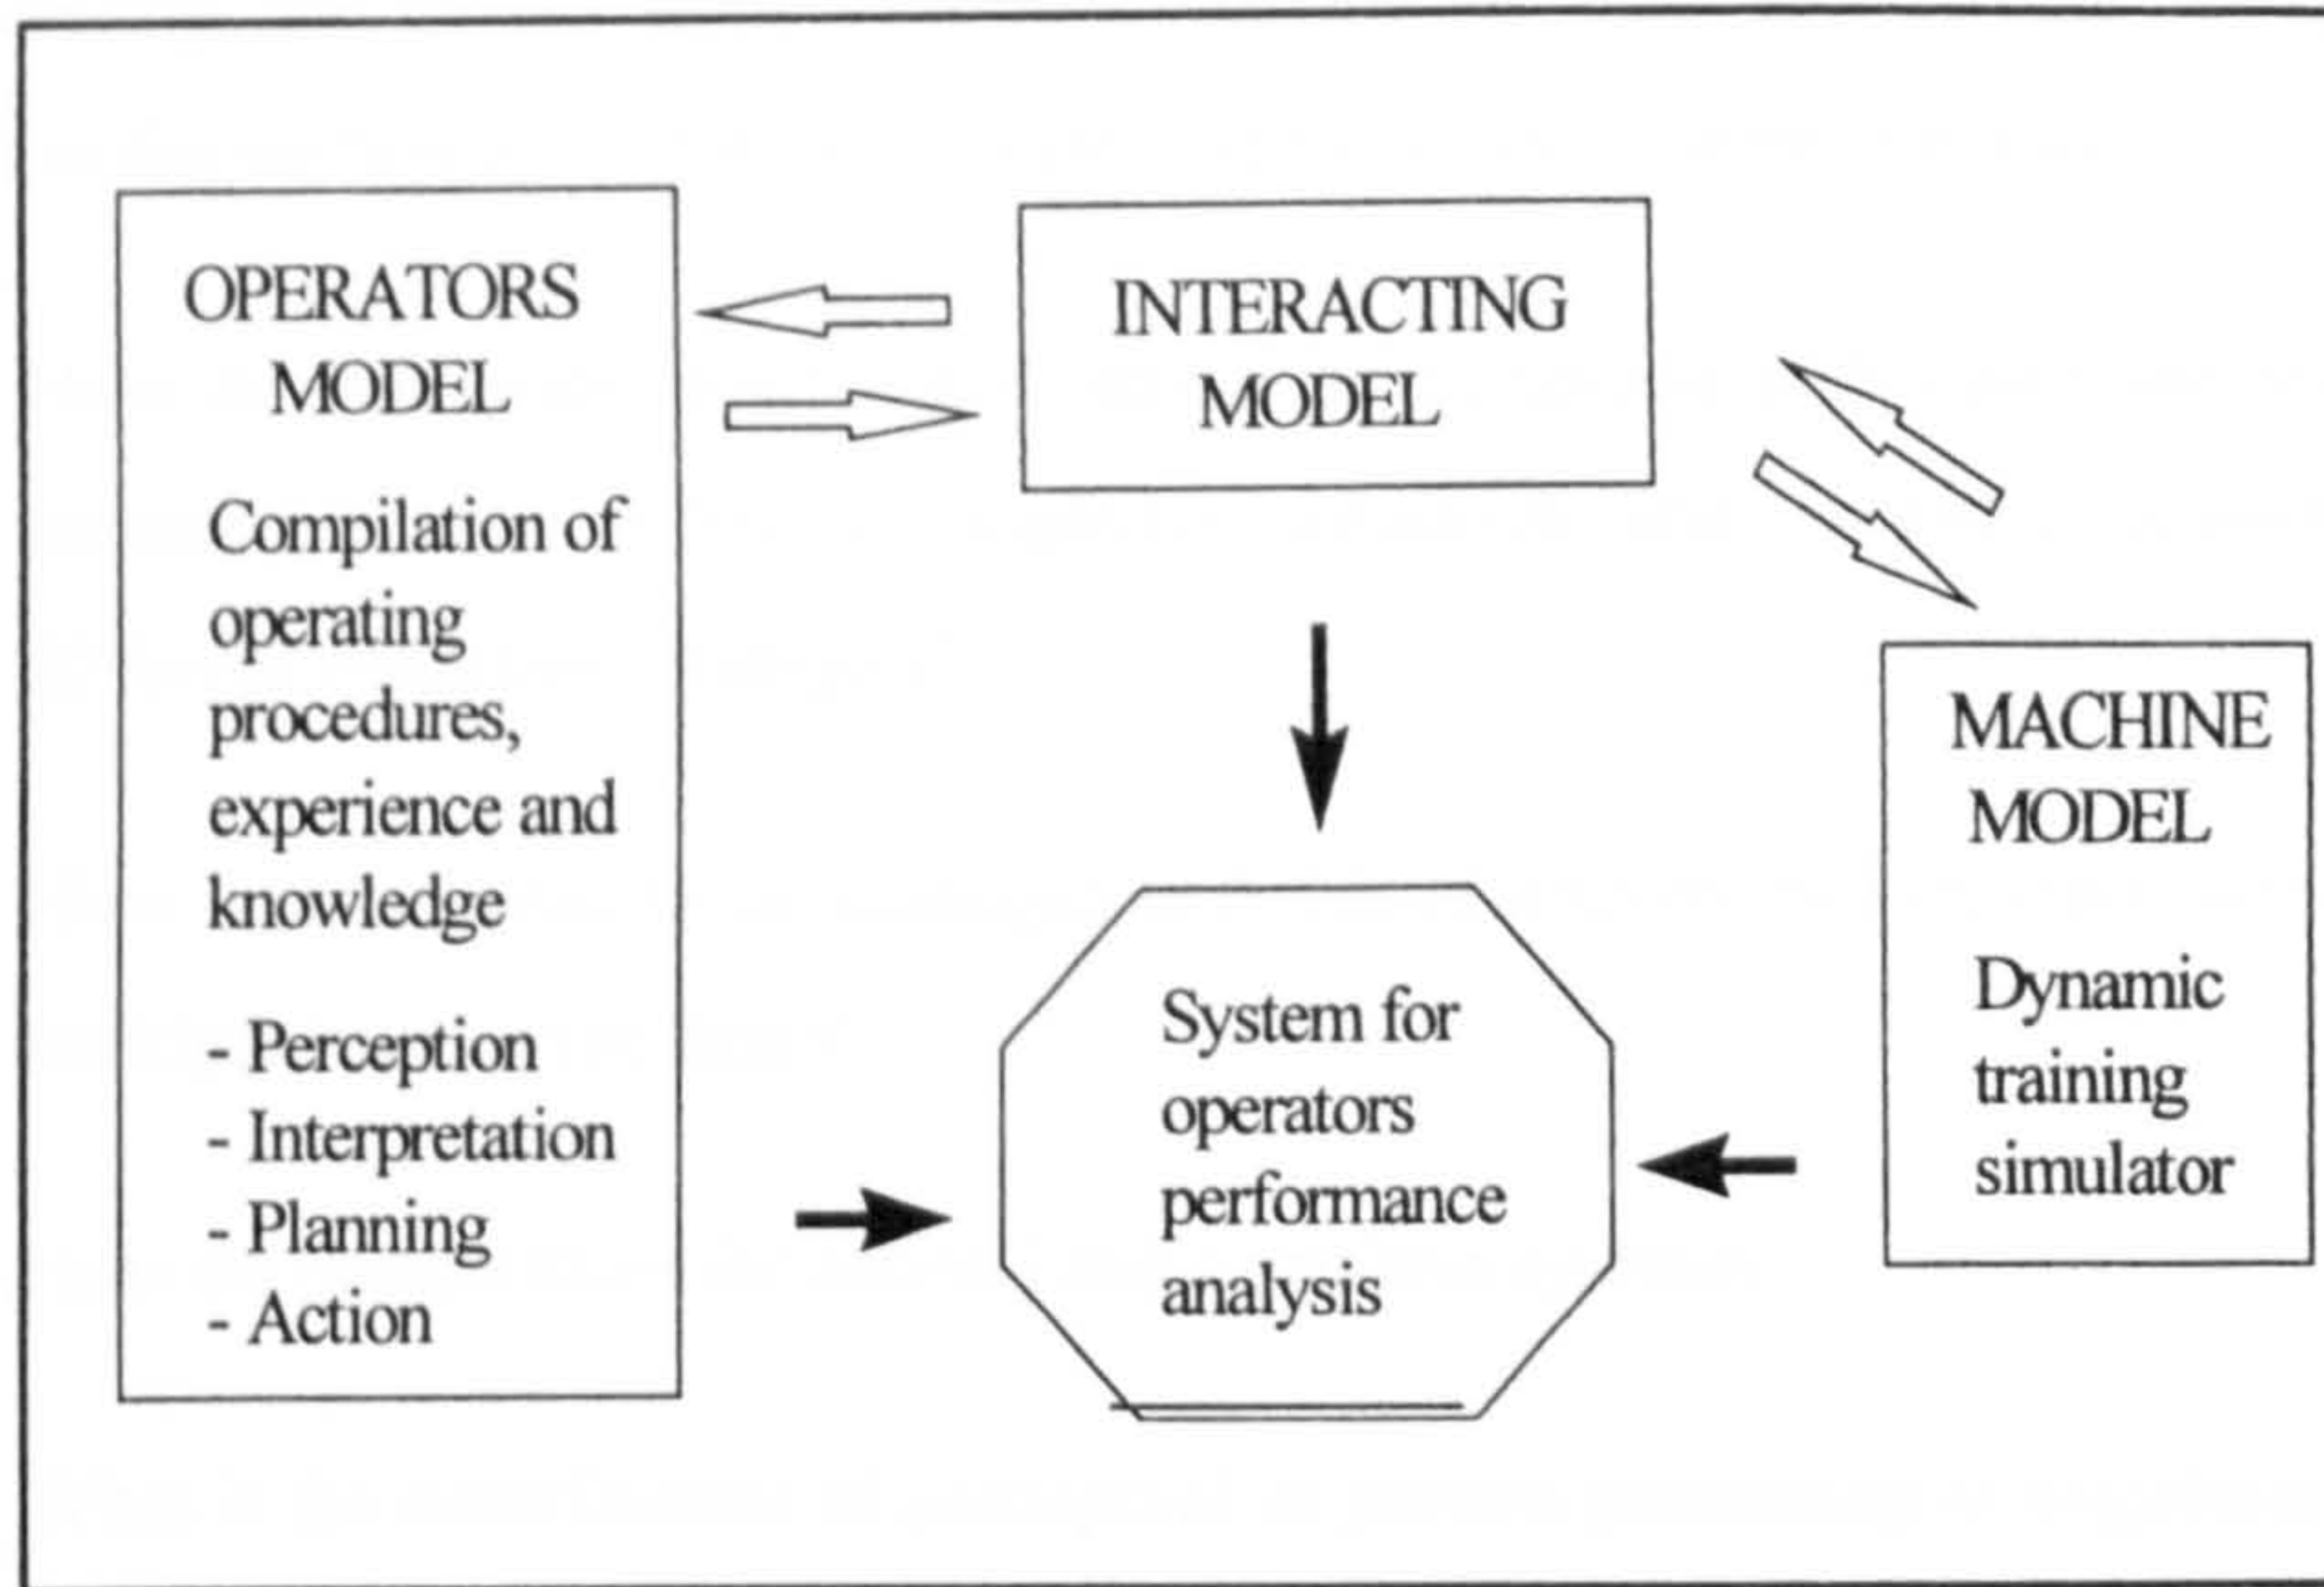 OPERATORS
MODEL
Compilation of
operating
procedures,
experience and
knowledge
- Perception
- Interpretation
- Planning
- Action
INTERACTING
MODEL
System for
operators
performance
analysis
MACHINE
MODEL
Dynamic
training
simulator